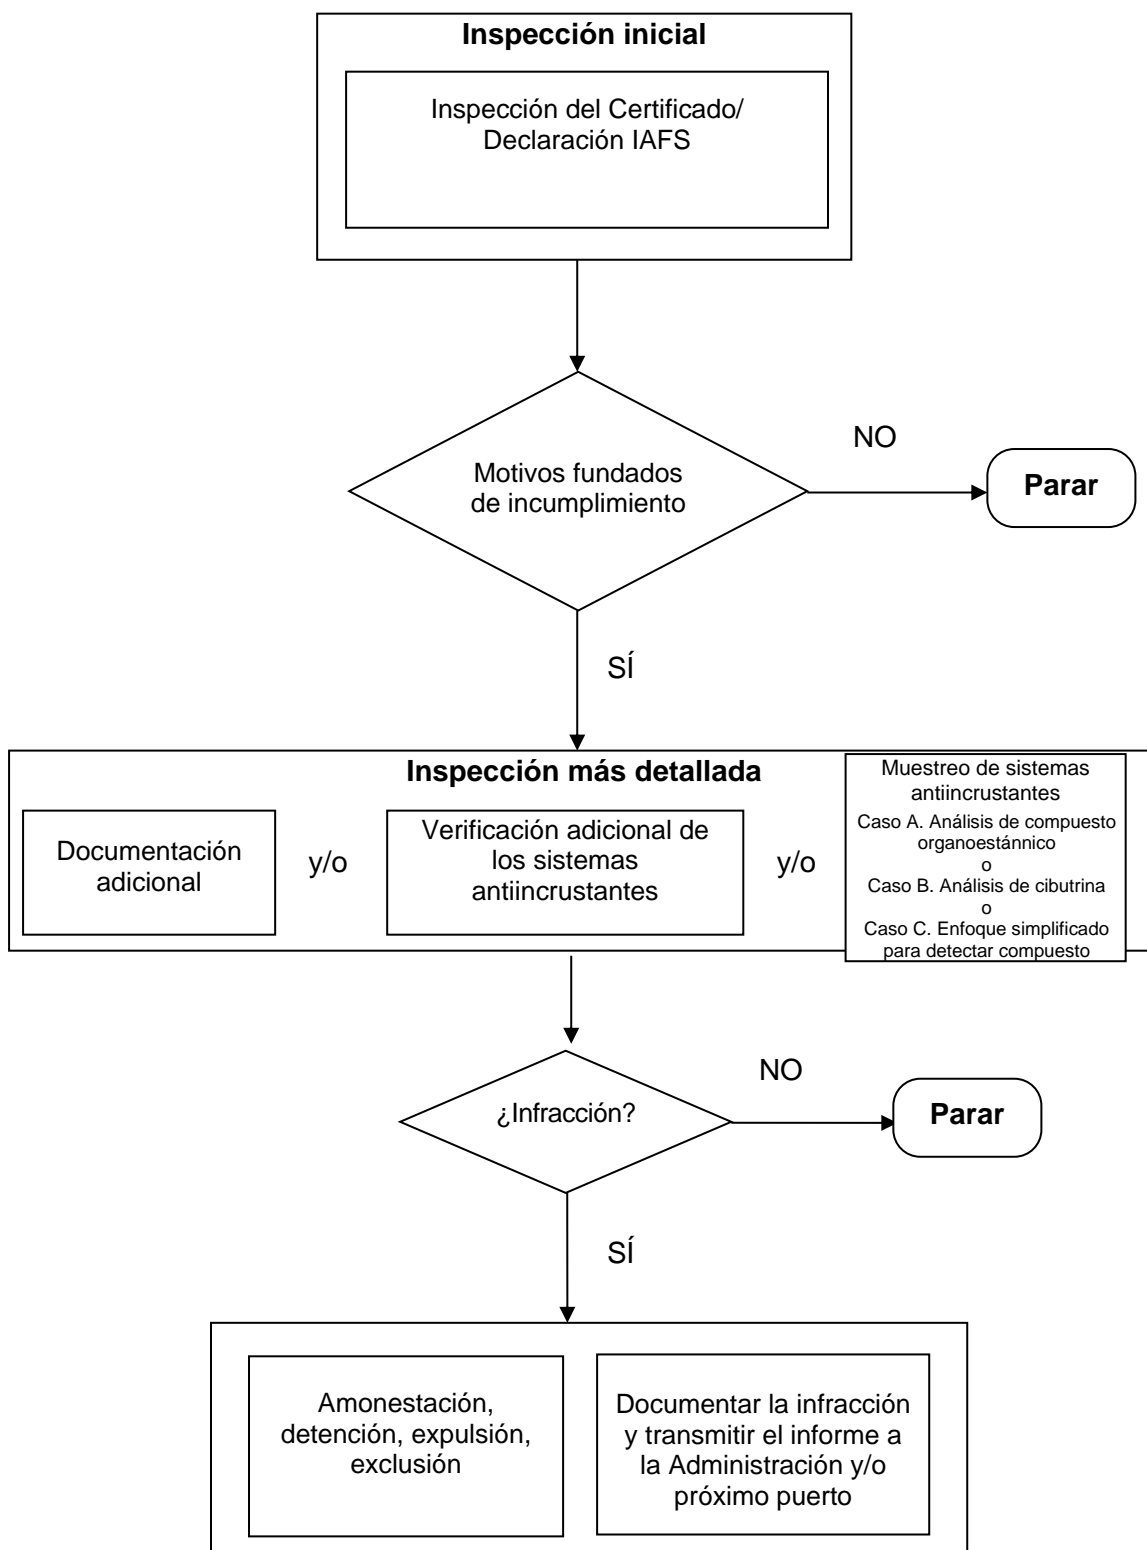 Inspección inicial
Inspección del Certificado/
Declaración IAFS
Motivos fundados
de incumplimiento
NO
Parar
SÍ
Inspección más detallada
Documentación
adicional
y/o
Verificación adicional de
los sistemas
antiincrustantes
y/o
Muestreo de sistemas
antiincrustantes
Caso A. Análisis de compuesto
organoestánnico
o
Caso B. Análisis de cibutrina
o
Caso C. Enfoque simplificado
para detectar compuesto
¿Infracción?
NO
Parar
SÍ
Amonestación,
detención, expulsión,
exclusión
Documentar la infracción
y transmitir el informe a
la Administración y/o
próximo puerto